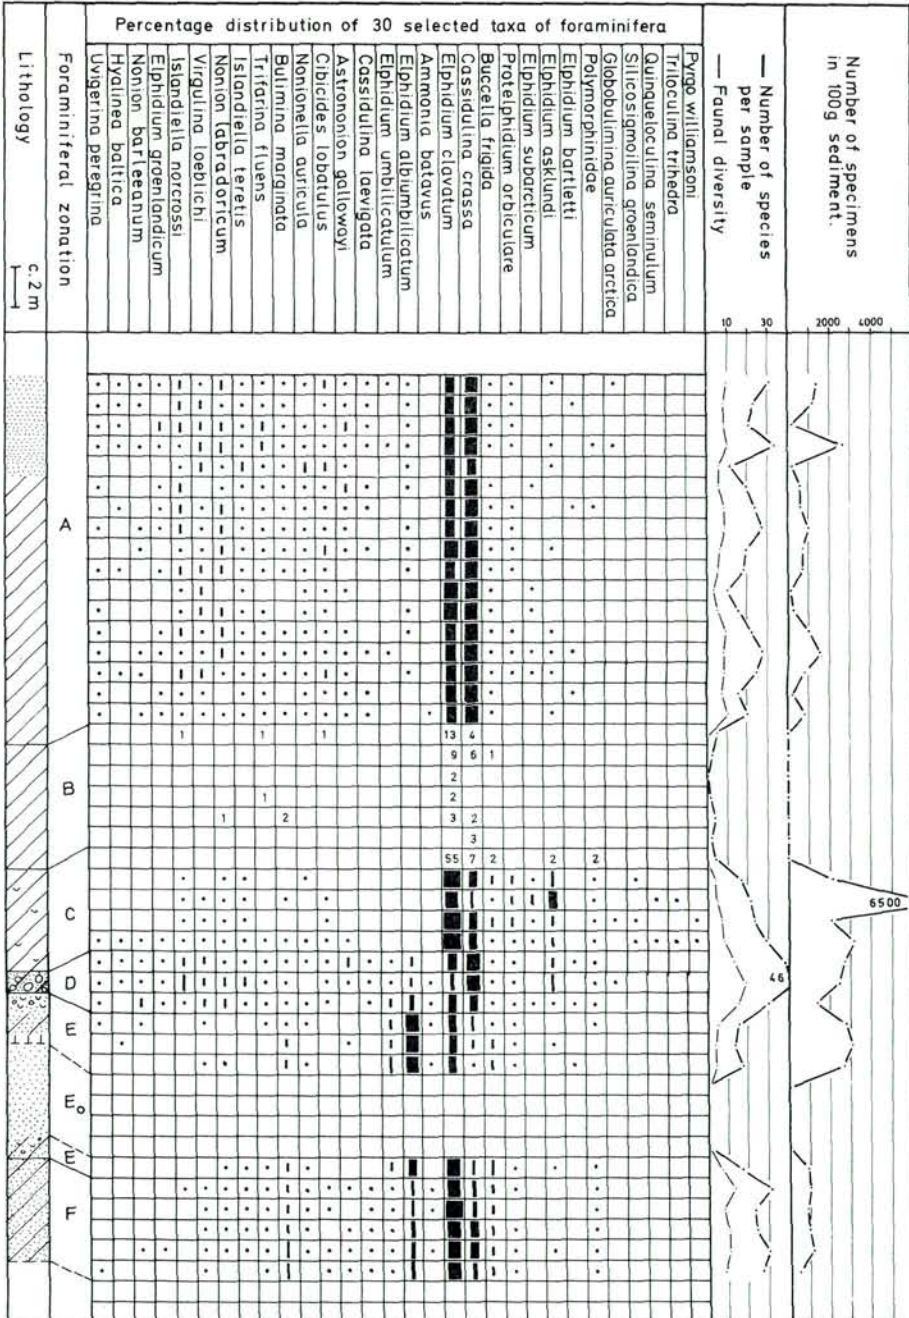 Percentage distribution of 30 selected taxa of foraminifera
Lithology
c. 2 m
Foraminiferal zonation
Uvigerina peregrina
Hyalinea baltica
Nonion barleeanum
Elphidium groenlandicum
Islandiella norcrossi
Virgulina loeblichi
Nonion labradoricum
Islandiella teretis
Trifarina fluens
Bulimina marginata
Nonionella auricula
Cibicides lobatulus
Astrononion gallowayi
Cassidulina laevigata
Elphidium umbilicatulum
Elphidium albiumbilicatum
Ammonia batavus
Elphidium clavatum
Cassidulina crassa
Buccella frigida
Protelphidium orbiculare
Elphidium subarcticum
Elphidium asklundi
Elphidium bartletti
Polymorphinidae
Globobulimina auriculata arctica
Silicosigmoilina groenlandica
Quinqueloculina seminulum
Triloculina trihedra
Pyrgo williamsoni
Number of species
per sample
Faunal diversity
Number of specimens
in 100g sediment.
10 30
2000 4000
A
1 1 1 13 4
9 6 1
2
B
1 2
1 2 3 2
3
55 7 2 2 2
C
6500
D
46
E
E₀
E
F